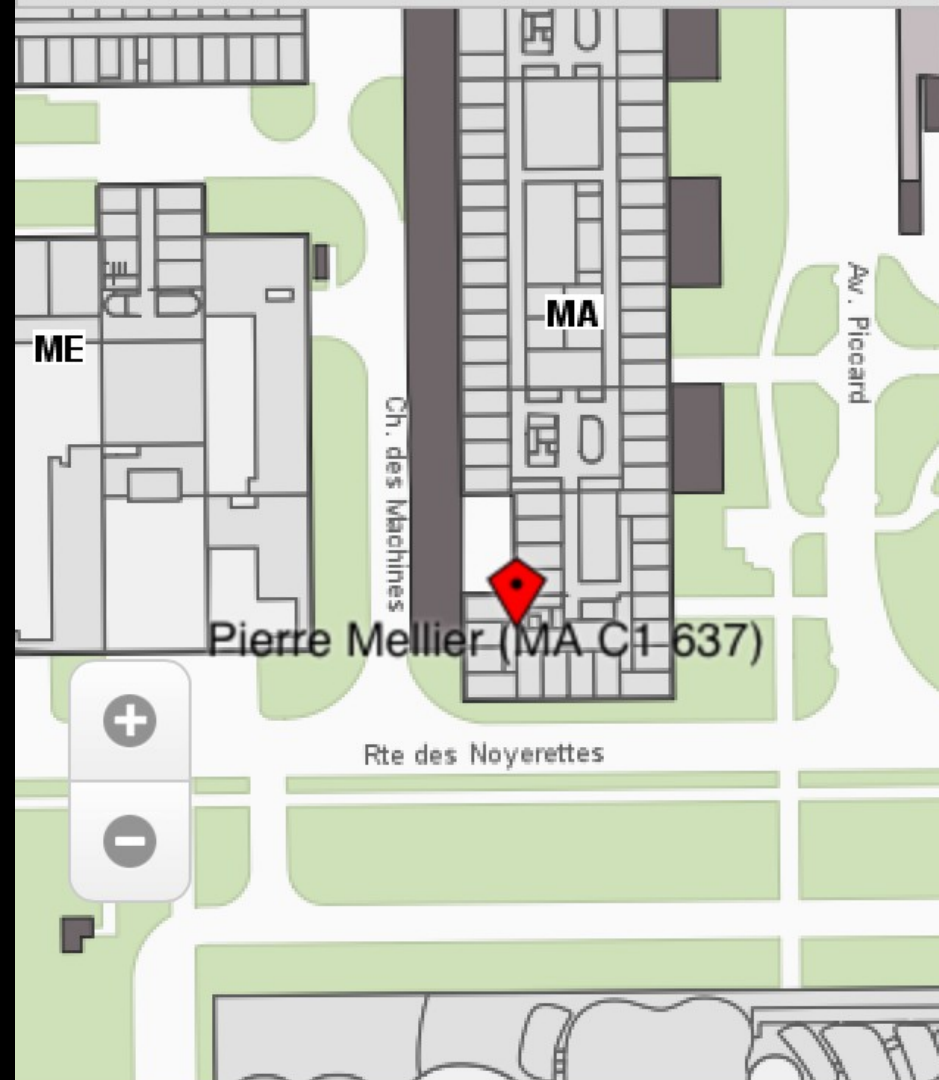 MA
Av. Piccard
ME
Ch. des Machines
Pierre Mellier (MA C1 637)
Rte des Noyerettes